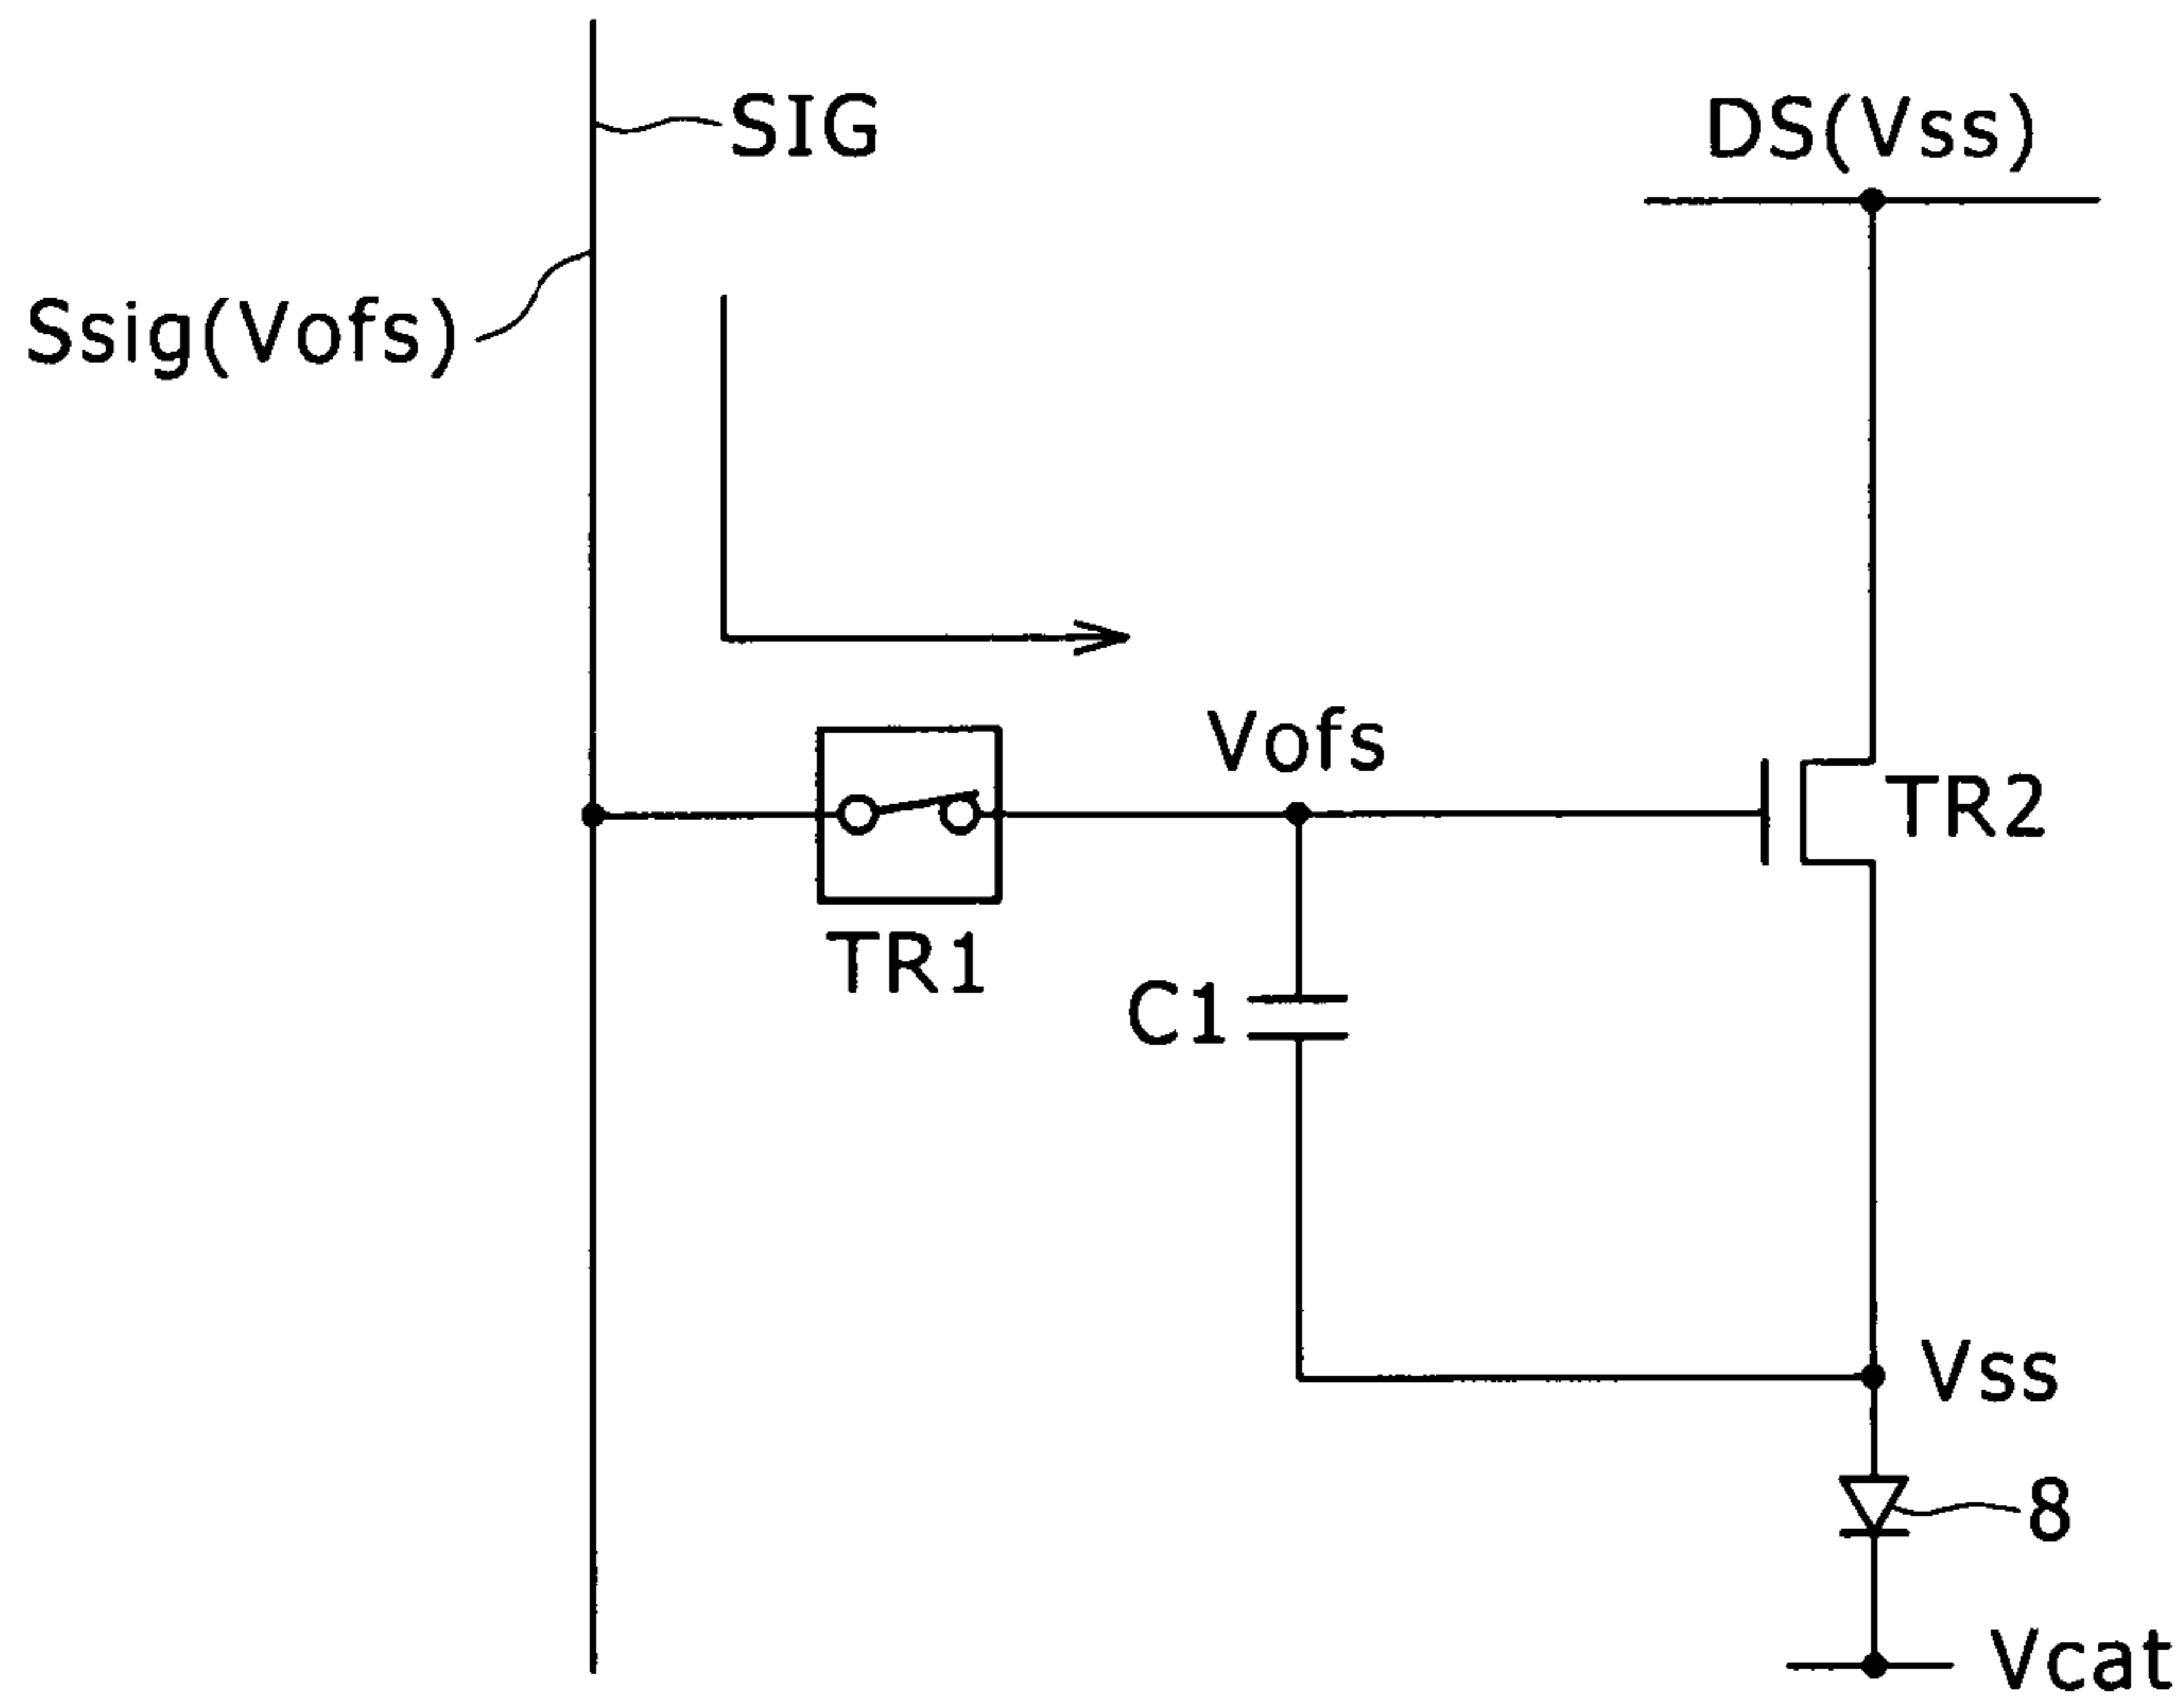 SIG
DS(Vss)
Ssig(Vofs)
Vofs
TR2
TR1
C1
Vss
8
Vcat